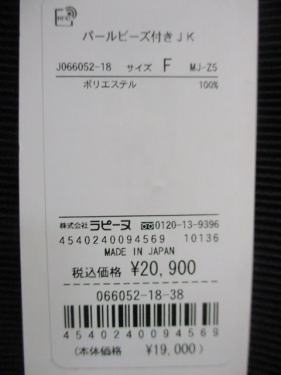 パールビーズ付きJK
J066052-18 サイズ F MJ-Z5
ポリエステル 100%
株式会社ラピーヌ 0120-13-9396
4540240094569 10136
MADE IN JAPAN
税込価格 ¥20,900
066052-18-38
4540240094569
(本体価格 ¥19,000)